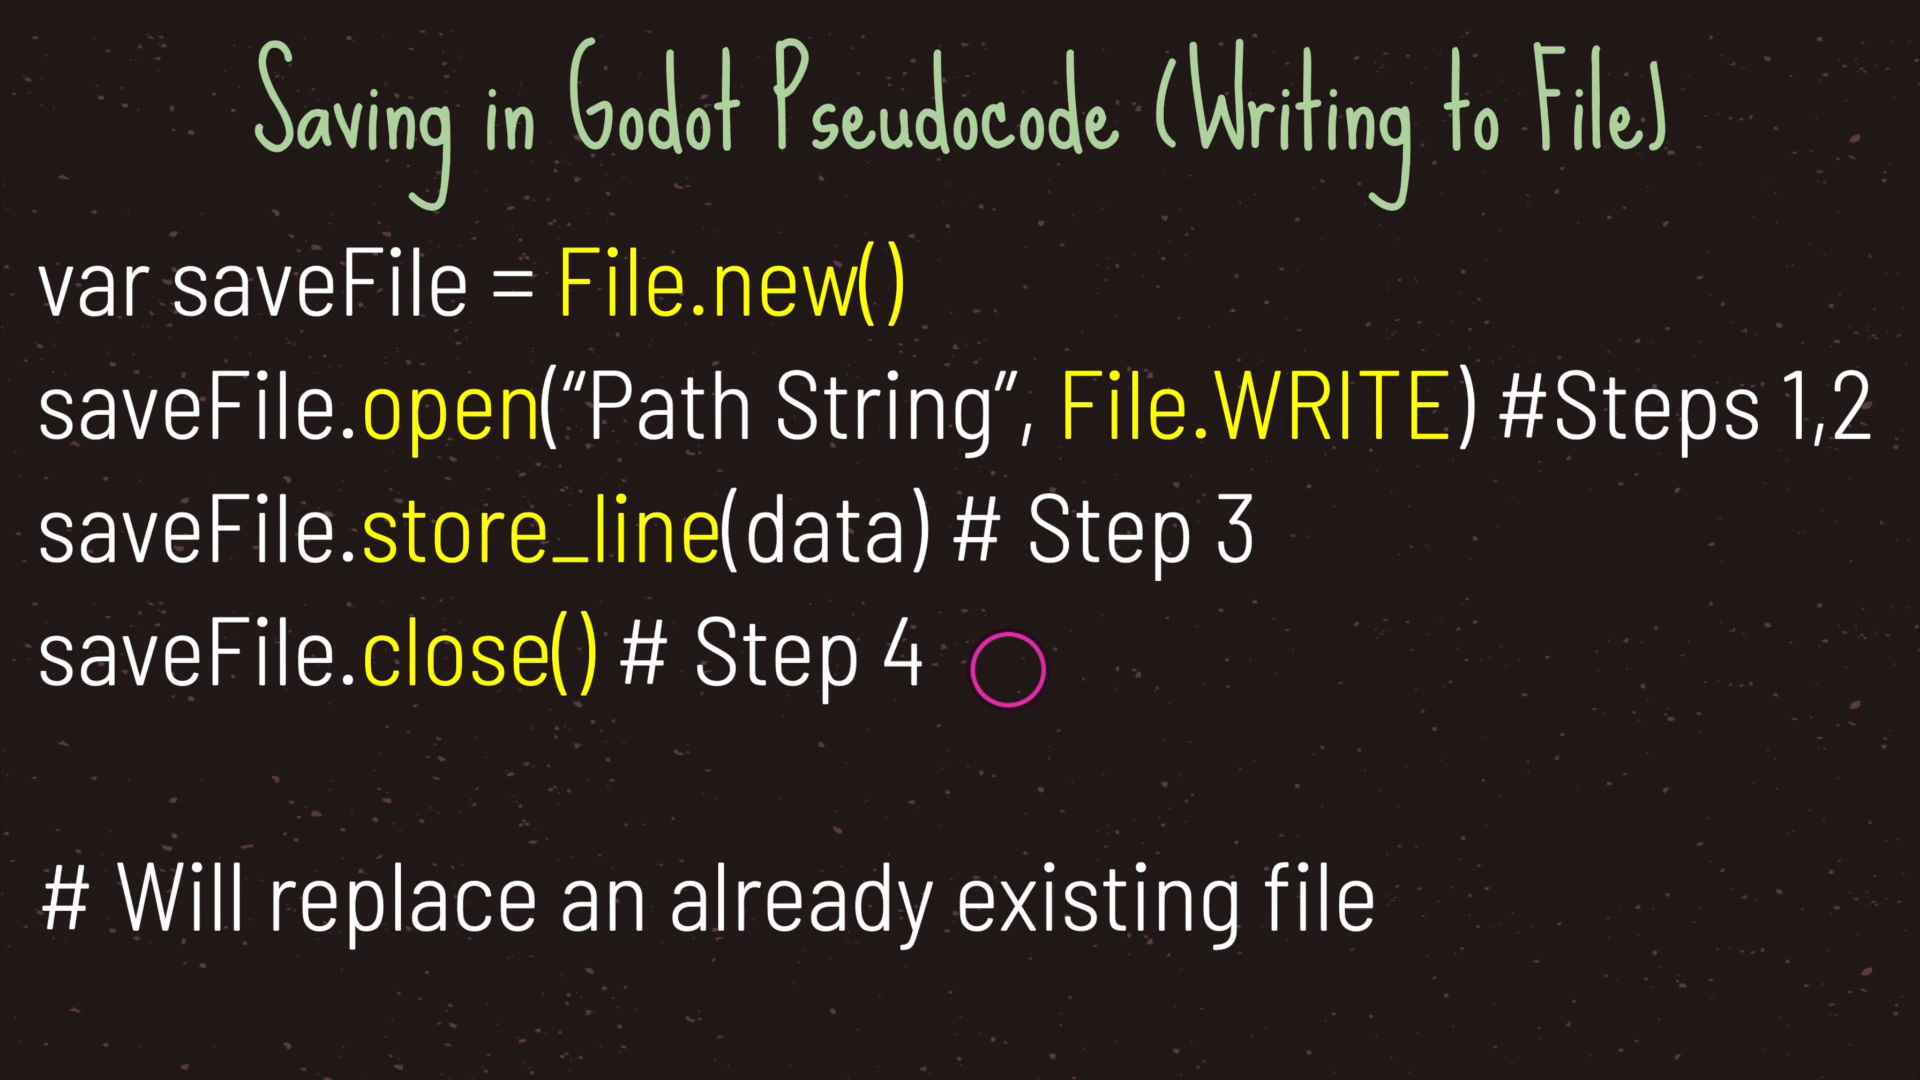 Saving in Godot Pseudocode (Writing to File)
var saveFile = File.new()
saveFile.open(“Path String”, File.WRITE) #Steps 1,2
saveFile.store_line(data) # Step 3
saveFile.close() # Step 4
# Will replace an already existing file